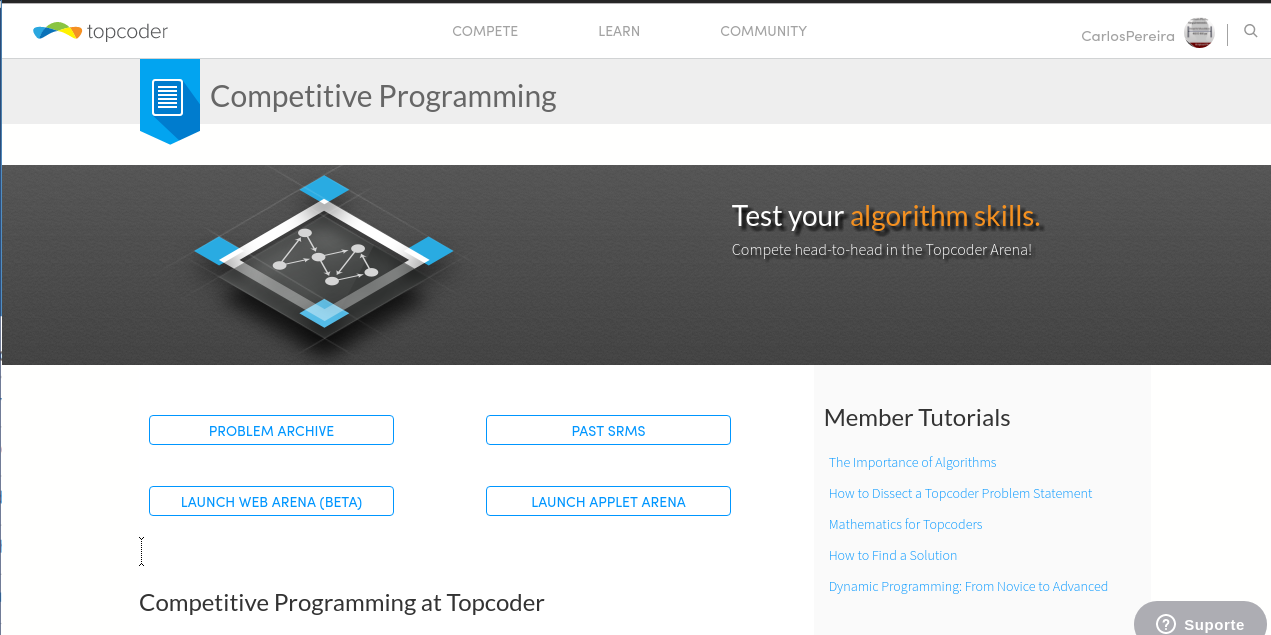 topcoder
COMPETE
LEARN
COMMUNITY
CarlosPereira
Competitive Programming
Test your algorithm skills.
Compete head-to-head in the Topcoder Arena!
PROBLEM ARCHIVE
PAST SRMS
LAUNCH WEB ARENA (BETA)
LAUNCH APPLET ARENA
Competitive Programming at Topcoder
Member Tutorials
The Importance of Algorithms
How to Dissect a Topcoder Problem Statement
Mathematics for Topcoders
How to Find a Solution
Dynamic Programming: From Novice to Advanced
? Suporte